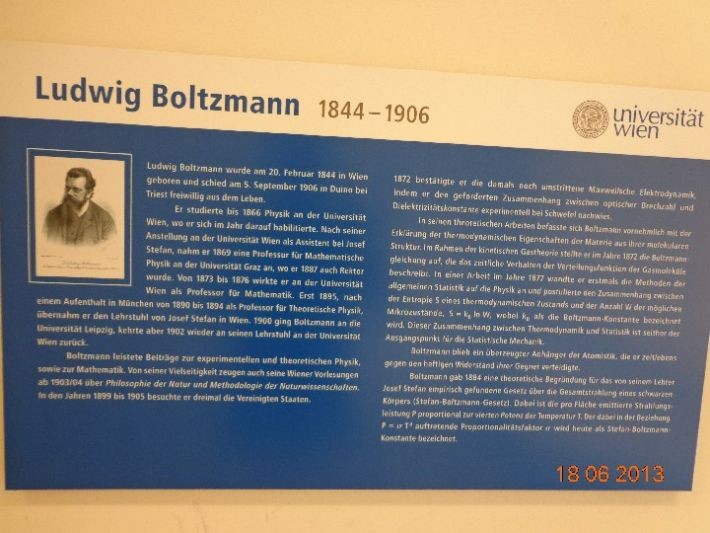 Ludwig Boltzmann 1844 – 1906
universität
wien
Ludwig Boltzmann wurde am 20. Februar 1844 in Wien
geboren und schied am 5. September 1906 in Duino bei
Triest freiwillig aus dem Leben.
Er studierte bis 1866 Physik an der Universität
Wien, wo er sich im Jahr darauf habilitierte. Nach seiner
Anstellung an der Universität Wien als Assistent bei Josef
Stefan, nahm er 1869 eine Professur für Mathematische
Physik an der Universität Graz an, wo er 1887 auch Rektor
wurde. Von 1873 bis 1876 wirkte er an der Universität
Wien als Professor für Mathematik. Erst 1895, nach
einem Aufenthalt in München von 1890 bis 1894 als Professor für Theoretische Physik,
übernahm er den Lehrstuhl von Josef Stefan in Wien. 1900 ging Boltzmann an die
Universität Leipzig, kehrte aber 1902 wieder an seinen Lehrstuhl an der Universität
Wien zurück.
Boltzmann leistete Beiträge zur experimentellen und theoretischen Physik,
sowie zur Mathematik. Von seiner Vielseitigkeit zeugen auch seine Wiener Vorlesungen
ab 1903/04 über Philosophie der Natur und Methodologie der Naturwissenschaften.
In den Jahren 1899 bis 1905 besuchte er dreimal die Vereinigten Staaten.
1872 bestätigte er die damals noch umstrittene Maxwell'sche Elektrodynamik,
indem er den geforderten Zusammenhang zwischen optischer Brechzahl und
Dielektrizitätskonstante experimentell bei Schwefel nachwies.
In seinen theoretischen Arbeiten befasste sich Boltzmann vornehmlich mit der
Erklärung der thermodynamischen Eigenschaften der Materie aus ihrer molekularen
Struktur. Im Rahmen der kinetischen Gastheorie stellte er im Jahre 1872 die Boltzmann
gleichung auf, die das zeitliche Verhalten der Verteilungsfunktion der Gasmoleküle
beschreibt. In einer Arbeit im Jahre 1877 wandte er erstmals die Methoden der
allgemeinen Statistik auf die Physik an und postulierte den Zusammenhang zwischen
der Entropie S eines thermodynamischen Zustands und der Anzahl W der möglichen
Mikrozustände, S = kB ln W, wobei kB als die Boltzmann-Konstante bezeichnet
wird. Dieser Zusammenhang zwischen Thermodynamik und Statistik ist seither der
Ausgangspunkt für die Statistische Mechanik.
Boltzmann blieb ein überzeugter Anhänger der Atomistik, die er zeitlebens
gegen den heftigen Widerstand ihrer Gegner verteidigte.
Boltzmann gab 1884 eine theoretische Begründung für das von seinem Lehrer
Josef Stefan empirisch gefundene Gesetz über die Gesamtstrahlung eines schwarzen
Körpers (Stefan-Boltzmann-Gesetz). Dabei ist die pro Fläche emittierte Strahlungs-
leistung P proportional zur vierten Potenz der Temperatur T. Der dabei in der Beziehung
P = σ T⁴ auftretende Proportionalitätsfaktor σ wird heute als Stefan-Boltzmann-
Konstante bezeichnet.
18 06 2013